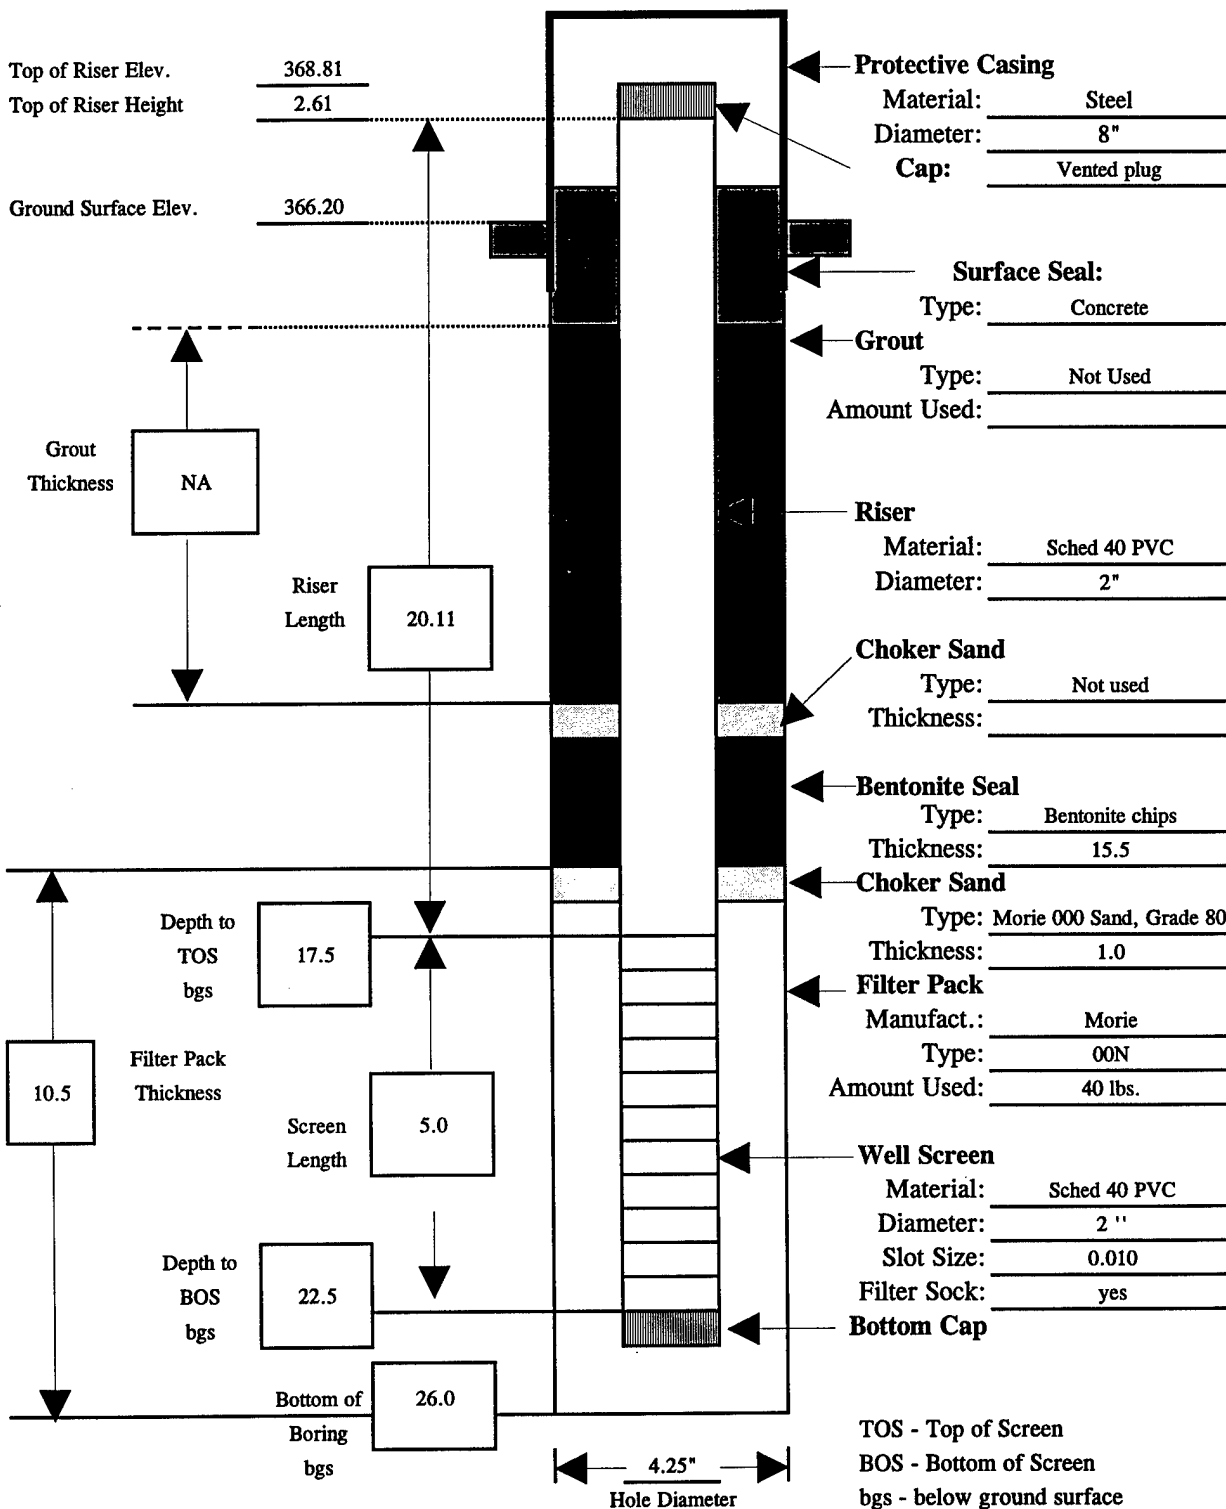 Top of Riser Elev. 368.81
Top of Riser Height 2.61
Ground Surface Elev. 366.20
Protective Casing
Material: Steel
Diameter: 8"
Cap: Vented plug
Surface Seal:
Type: Concrete
Grout
Type: Not Used
Amount Used:
Grout
Thickness
NA
Riser
Material: Sched 40 PVC
Diameter: 2"
Riser
Length
20.11
Choker Sand
Type: Not used
Thickness:
Bentonite Seal
Type: Bentonite chips
Thickness: 15.5
Choker Sand
Type: Morie 000 Sand, Grade 80
Thickness: 1.0
Depth to
TOS
bgs
17.5
Filter Pack
Manufact.: Morie
Type: 00N
Amount Used: 40 lbs.
10.5
Filter Pack
Thickness
Screen
Length
5.0
Well Screen
Material: Sched 40 PVC
Diameter: 2 ''
Slot Size: 0.010
Filter Sock: yes
Bottom Cap
Depth to
BOS
bgs
22.5
Bottom of
Boring
bgs
26.0
4.25"
Hole Diameter
TOS - Top of Screen
BOS - Bottom of Screen
bgs - below ground surface